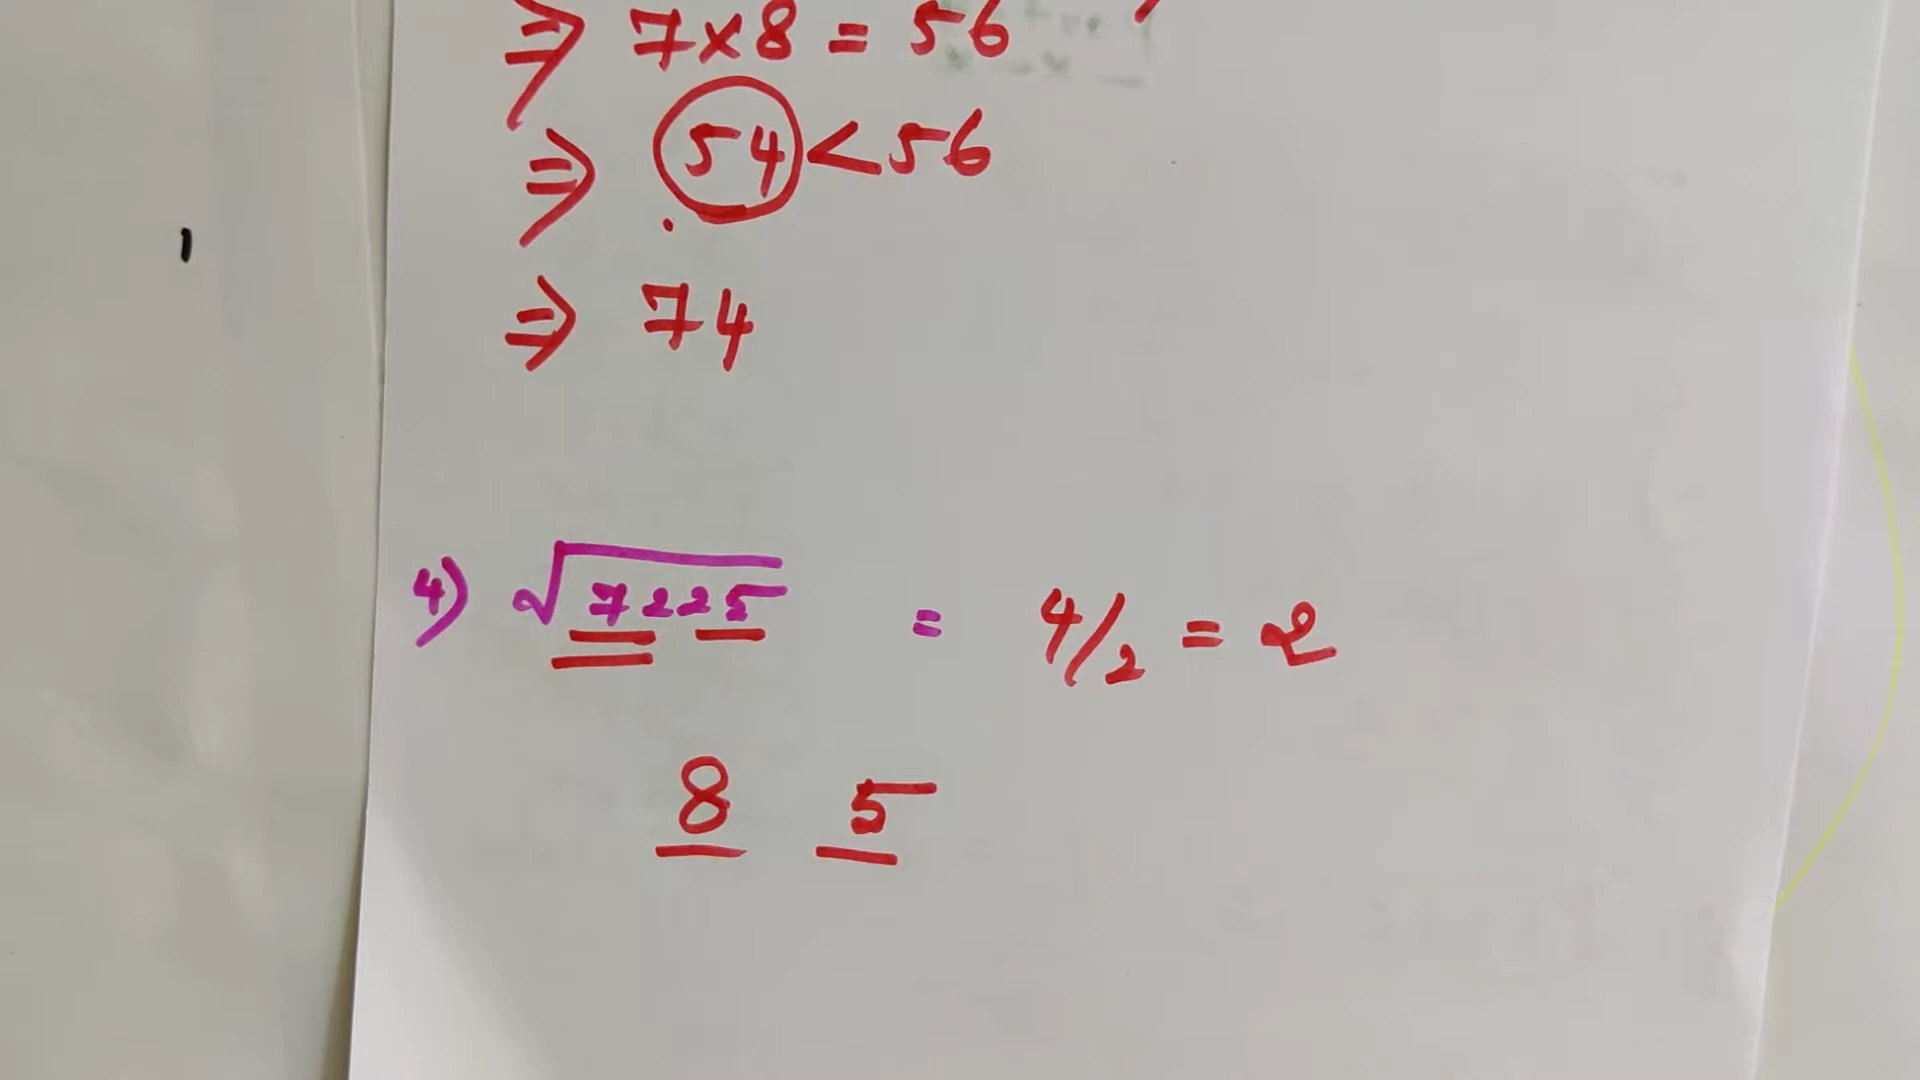 ⇒ 7×8 = 56
⇒ 54 < 56
⇒ 74
4) √7225 = 4/2 = 2
8 5